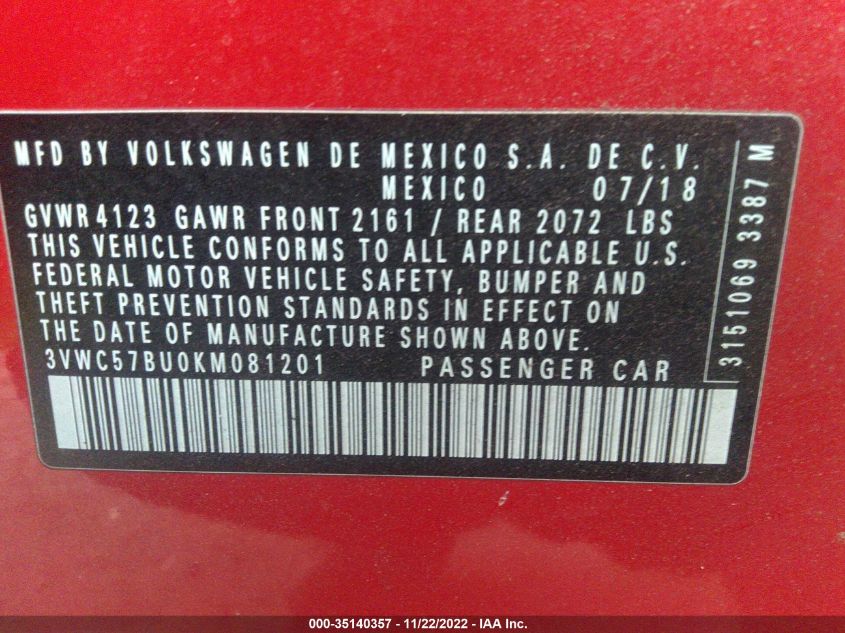 MFD BY VOLKSWAGEN DE MEXICO S.A. DE C.V.
MEXICO 07/18
GVWR 4123 GAWR FRONT 2161 / REAR 2072 LBS
THIS VEHICLE CONFORMS TO ALL APPLICABLE U.S.
FEDERAL MOTOR VEHICLE SAFETY, BUMPER AND
THEFT PREVENTION STANDARDS IN EFFECT ON
THE DATE OF MANUFACTURE SHOWN ABOVE.
3VWC57BU0KM081201 PASSENGER CAR
3151069 3387 M
000-35140357 - 11/22/2022 - IAA Inc.